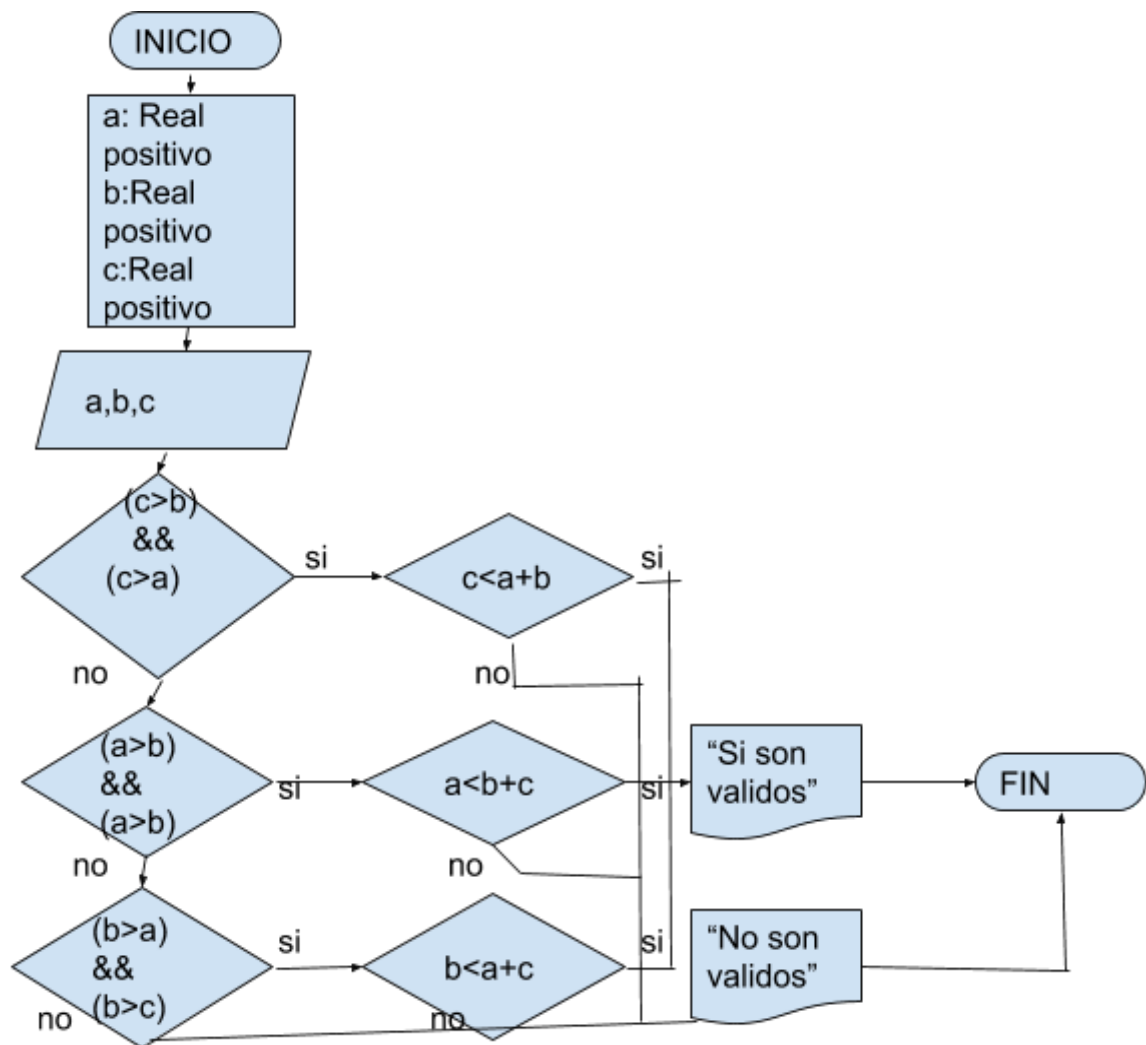 INICIO
a: Real
positivo
b:Real
positivo
c:Real
positivo
a,b,c
(c>b)
&&
(c>a)
si
c<a+b
si
no
no
(a>b)
&&
(a>b)
si
a<b+c
si
“Si son
validos”
FIN
no
no
(b>a)
&&
(b>c)
si
b<a+c
si
“No son
validos”
no
no